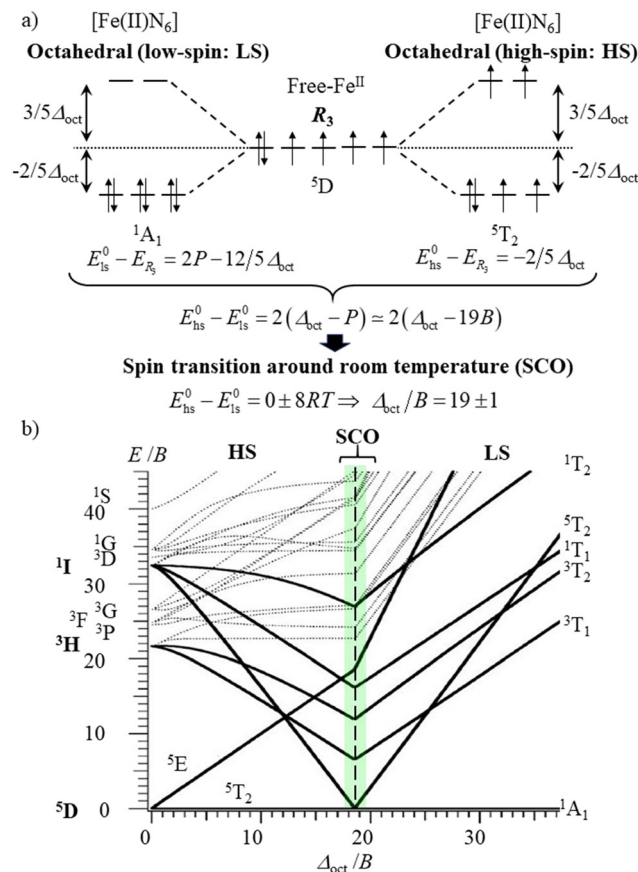 a)
[Fe(II)N₆] [Fe(II)N₆]
Octahedral (low-spin: LS) Octahedral (high-spin: HS)
Free-Feᴵᴵ
R₃
3/5Δoct 3/5Δoct
-2/5Δoct -2/5Δoct
⁵D
¹A₁ ⁵T₂
E⁰ls − E_R₃ = 2P − 12/5 Δoct E⁰hs − E_R₃ = −2/5 Δoct
E⁰hs − E⁰ls = 2(Δoct − P) ≃ 2(Δoct − 19B)
Spin transition around room temperature (SCO)
E⁰hs − E⁰ls = 0 ± 8RT ⇒ Δoct/B = 19 ± 1
b)
E/B HS SCO LS
¹T₂
¹S
40
⁵T₂
¹G
³D
¹T₁
¹I
³T₂
30
³F ³G
³P
³T₁
³H
20
10
⁵E
⁵T₂
⁵D 0 ¹A₁
0 10 20 30
Δoct/B